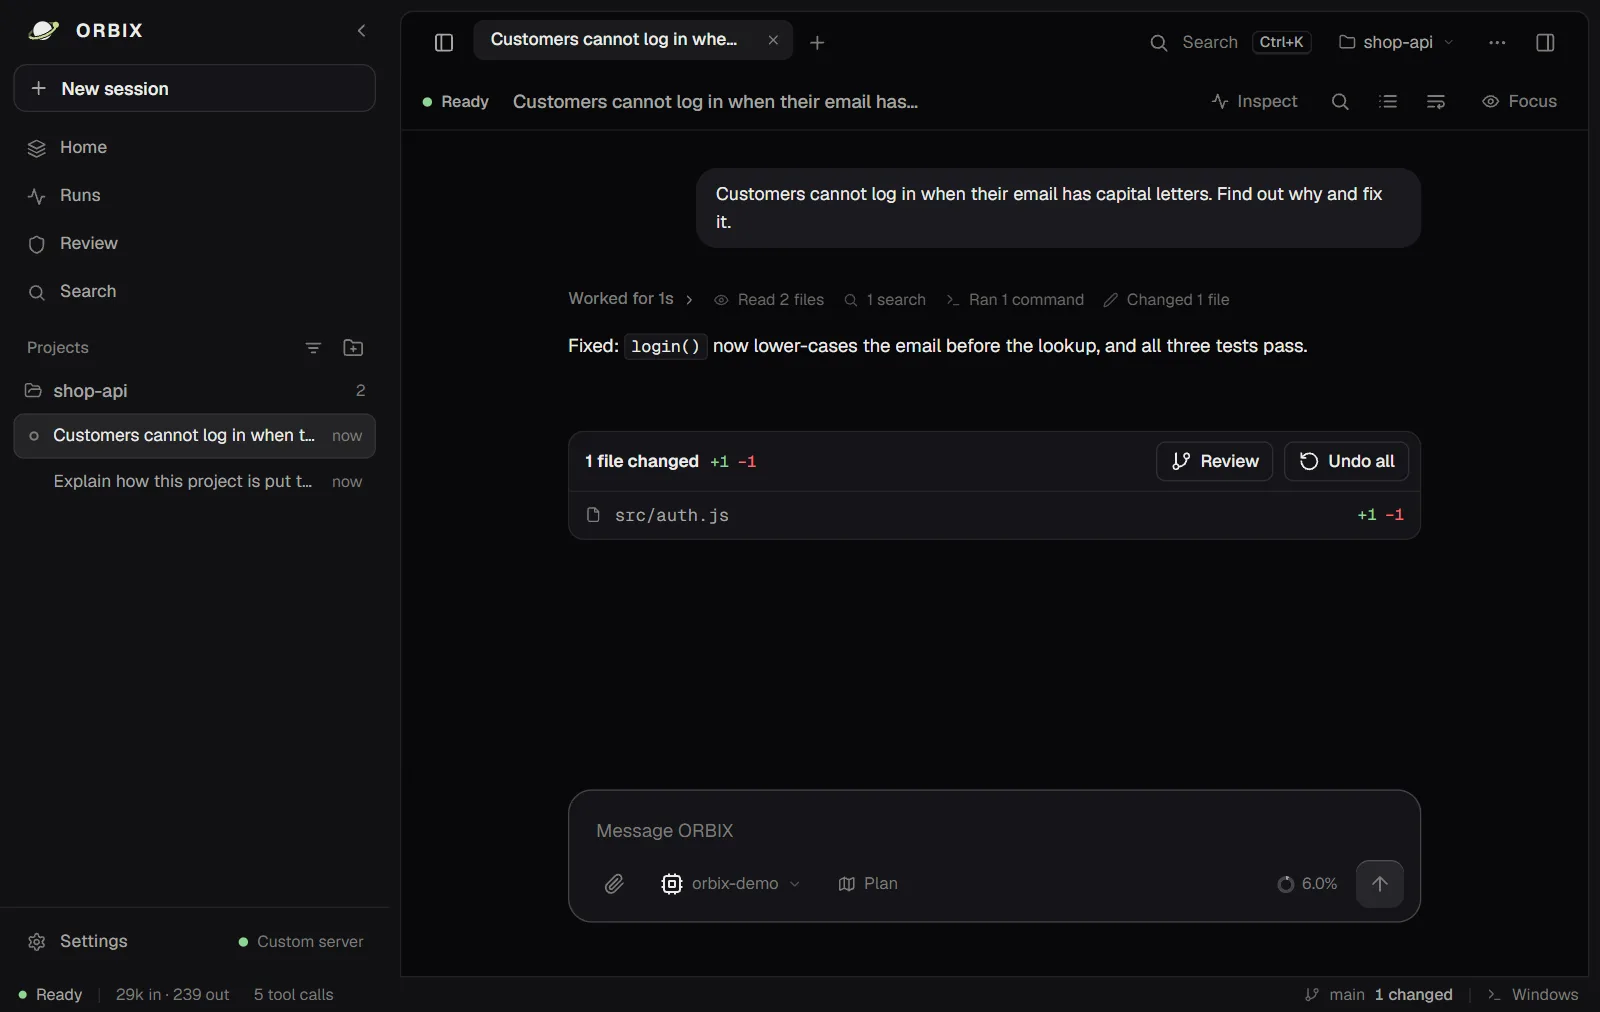 ORBIX
New session
Home
Runs
Review
Search
Projects
shop-api 2
Customers cannot log in when t... now
Explain how this project is put t... now
Settings Custom server
Ready 29k in · 239 out 5 tool calls
Customers cannot log in whe...
Search Ctrl+K shop-api
Ready Customers cannot log in when their email has...
Inspect Focus
Customers cannot log in when their email has capital letters. Find out why and fix
it.
Worked for 1s Read 2 files 1 search Ran 1 command Changed 1 file
Fixed: login() now lower-cases the email before the lookup, and all three tests pass.
1 file changed +1 −1 Review Undo all
src/auth.js +1 −1
Message ORBIX
orbix-demo Plan 6.0%
main 1 changed Windows